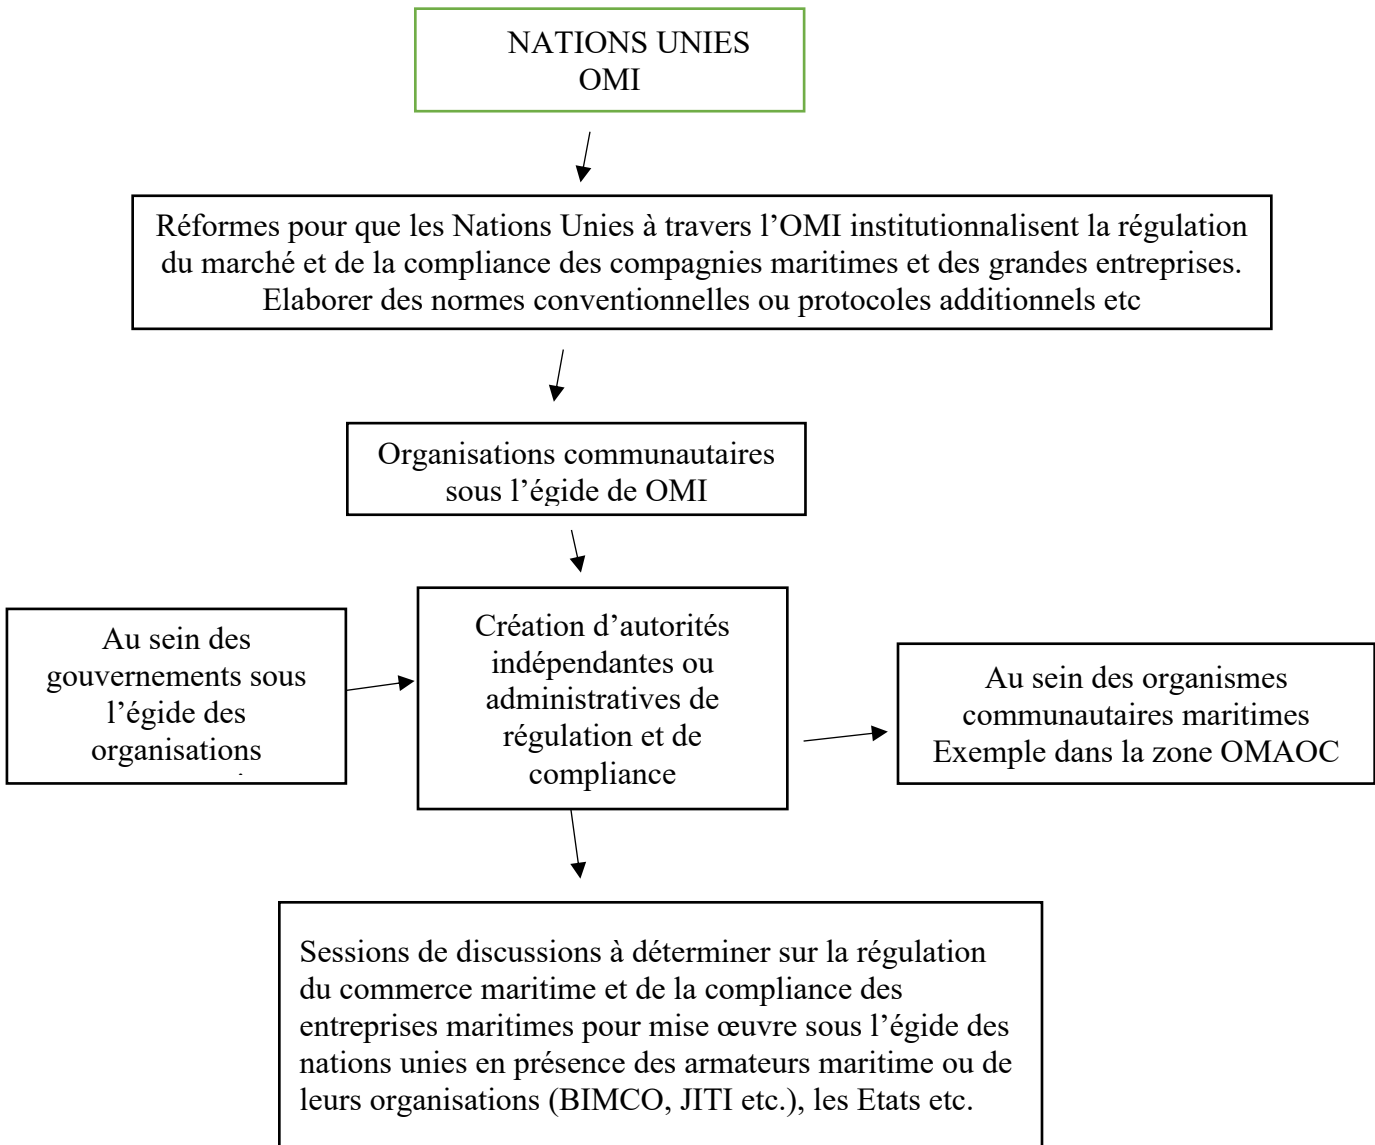 NATIONS UNIES
OMI
Réformes pour que les Nations Unies à travers l’OMI institutionnalisent la régulation
du marché et de la compliance des compagnies maritimes et des grandes entreprises.
Elaborer des normes conventionnelles ou protocoles additionnels etc
Organisations communautaires
sous l’égide de OMI
Au sein des
gouvernements sous
l’égide des
organisations
Création d’autorités
indépendantes ou
administratives de
régulation et de
compliance
Au sein des organismes
communautaires maritimes
Exemple dans la zone OMAOC
Sessions de discussions à déterminer sur la régulation
du commerce maritime et de la compliance des
entreprises maritimes pour mise œuvre sous l’égide des
nations unies en présence des armateurs maritime ou de
leurs organisations (BIMCO, JITI etc.), les Etats etc.